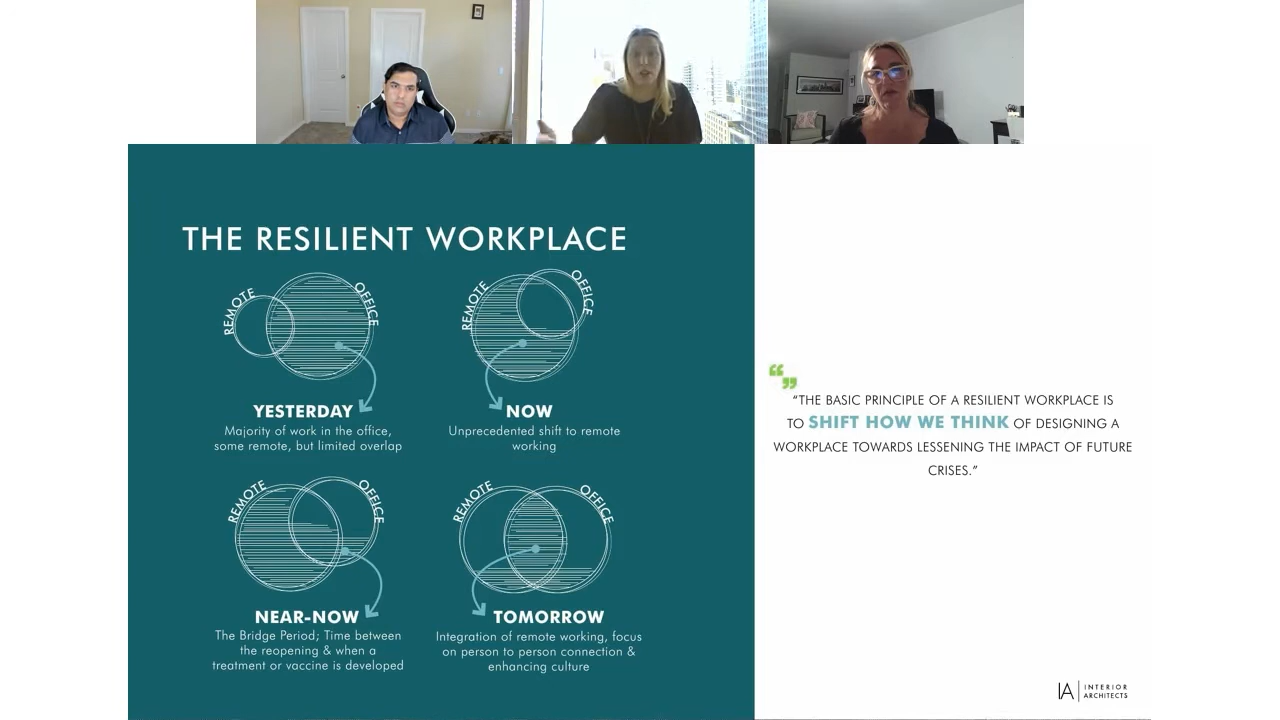 THE RESILIENT WORKPLACE
REMOTE
OFFICE
REMOTE
OFFICE
YESTERDAY
Majority of work in the office,
some remote, but limited overlap
NOW
Unprecedented shift to remote
working
REMOTE
OFFICE
REMOTE
OFFICE
NEAR-NOW
The Bridge Period; Time between
the reopening & when a
treatment or vaccine is developed
TOMORROW
Integration of remote working, focus
on person to person connection &
enhancing culture
“THE BASIC PRINCIPLE OF A RESILIENT WORKPLACE IS
TO SHIFT HOW WE THINK OF DESIGNING A
WORKPLACE TOWARDS LESSENING THE IMPACT OF FUTURE
CRISES.”
IA INTERIOR
ARCHITECTS